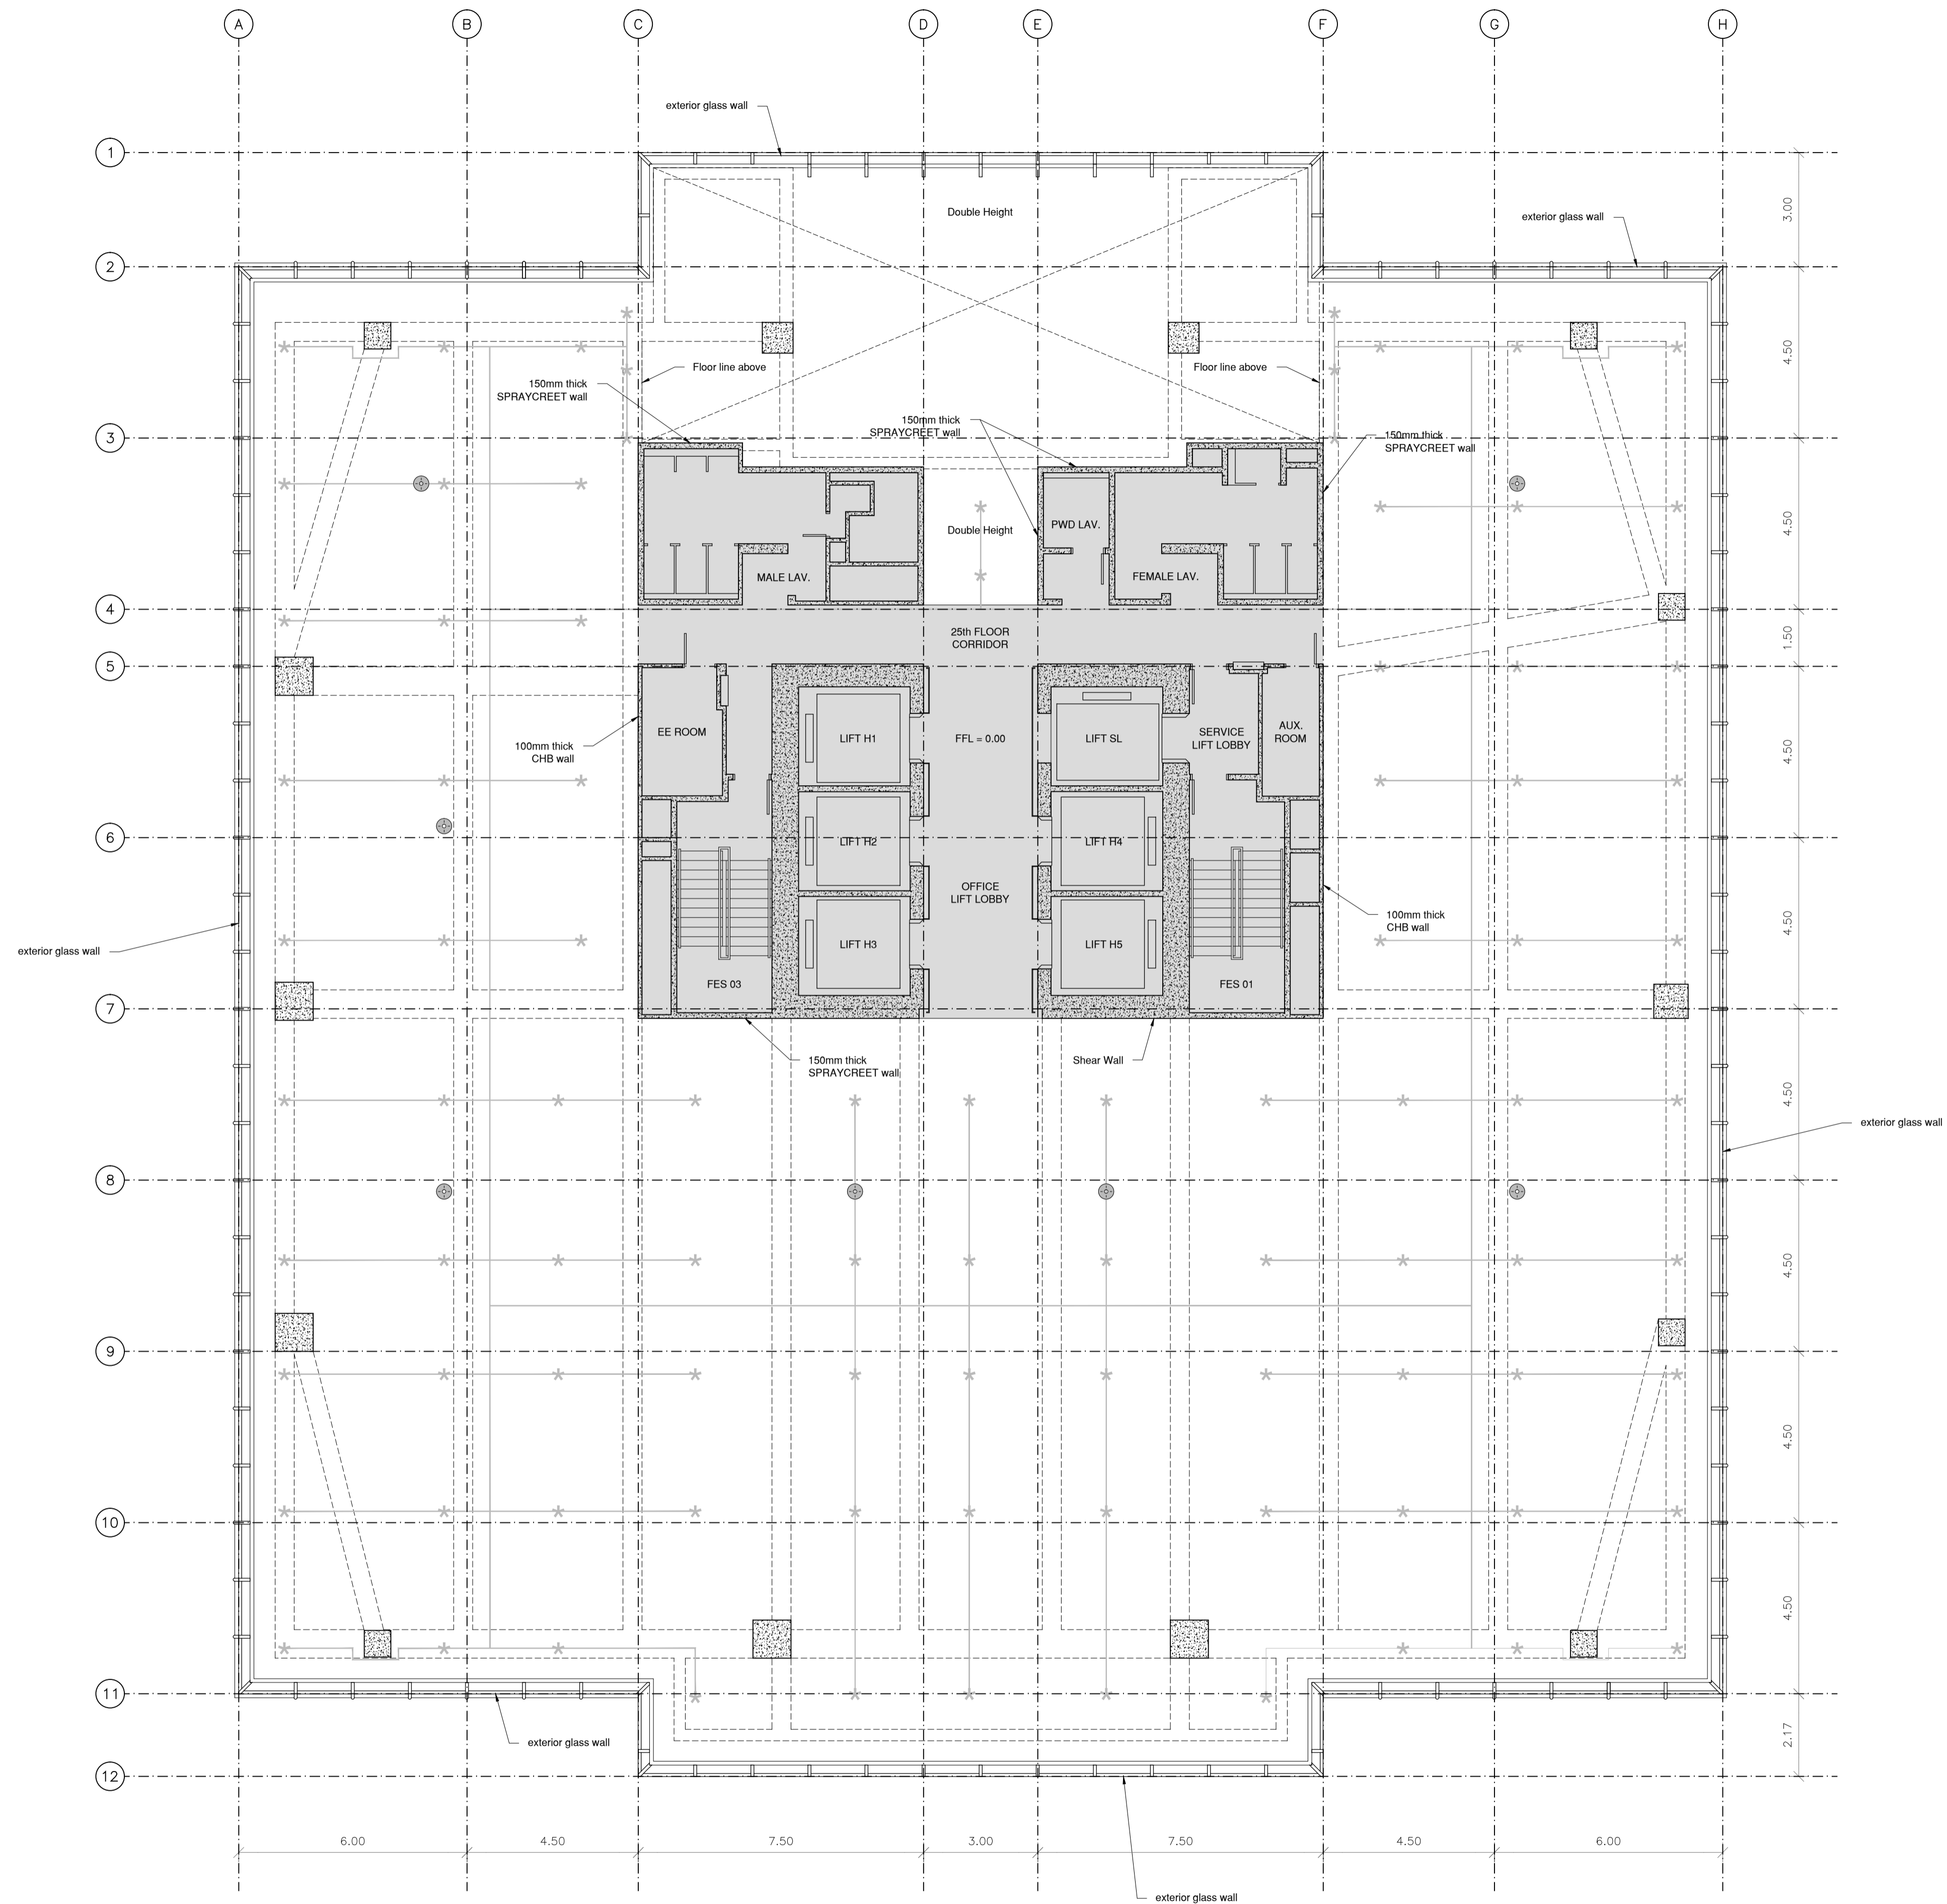 A
B
C
D
E
F
G
H
exterior glass wall
1
3.00
Double Height
exterior glass wall
2
4.50
Floor line above
Floor line above
150mm thick
SPRAYCREET wall
150mm thick
SPRAYCREET wall
150mm thick
SPRAYCREET wall
3
4.50
PWD LAV.
Double Height
MALE LAV.
FEMALE LAV.
4
25th FLOOR
CORRIDOR
1.50
5
EE ROOM
LIFT H1
FFL = 0.00
LIFT SL
SERVICE
LIFT LOBBY
AUX.
ROOM
4.50
100mm thick
CHB wall
6
LIFT H2
LIFT H4
OFFICE
LIFT LOBBY
100mm thick
CHB wall
4.50
exterior glass wall
LIFT H3
LIFT H5
FES 03
FES 01
7
150mm thick
SPRAYCREET wall
Shear Wall
4.50
exterior glass wall
8
4.50
9
4.50
10
4.50
11
exterior glass wall
2.17
12
6.00
4.50
7.50
3.00
7.50
4.50
6.00
exterior glass wall